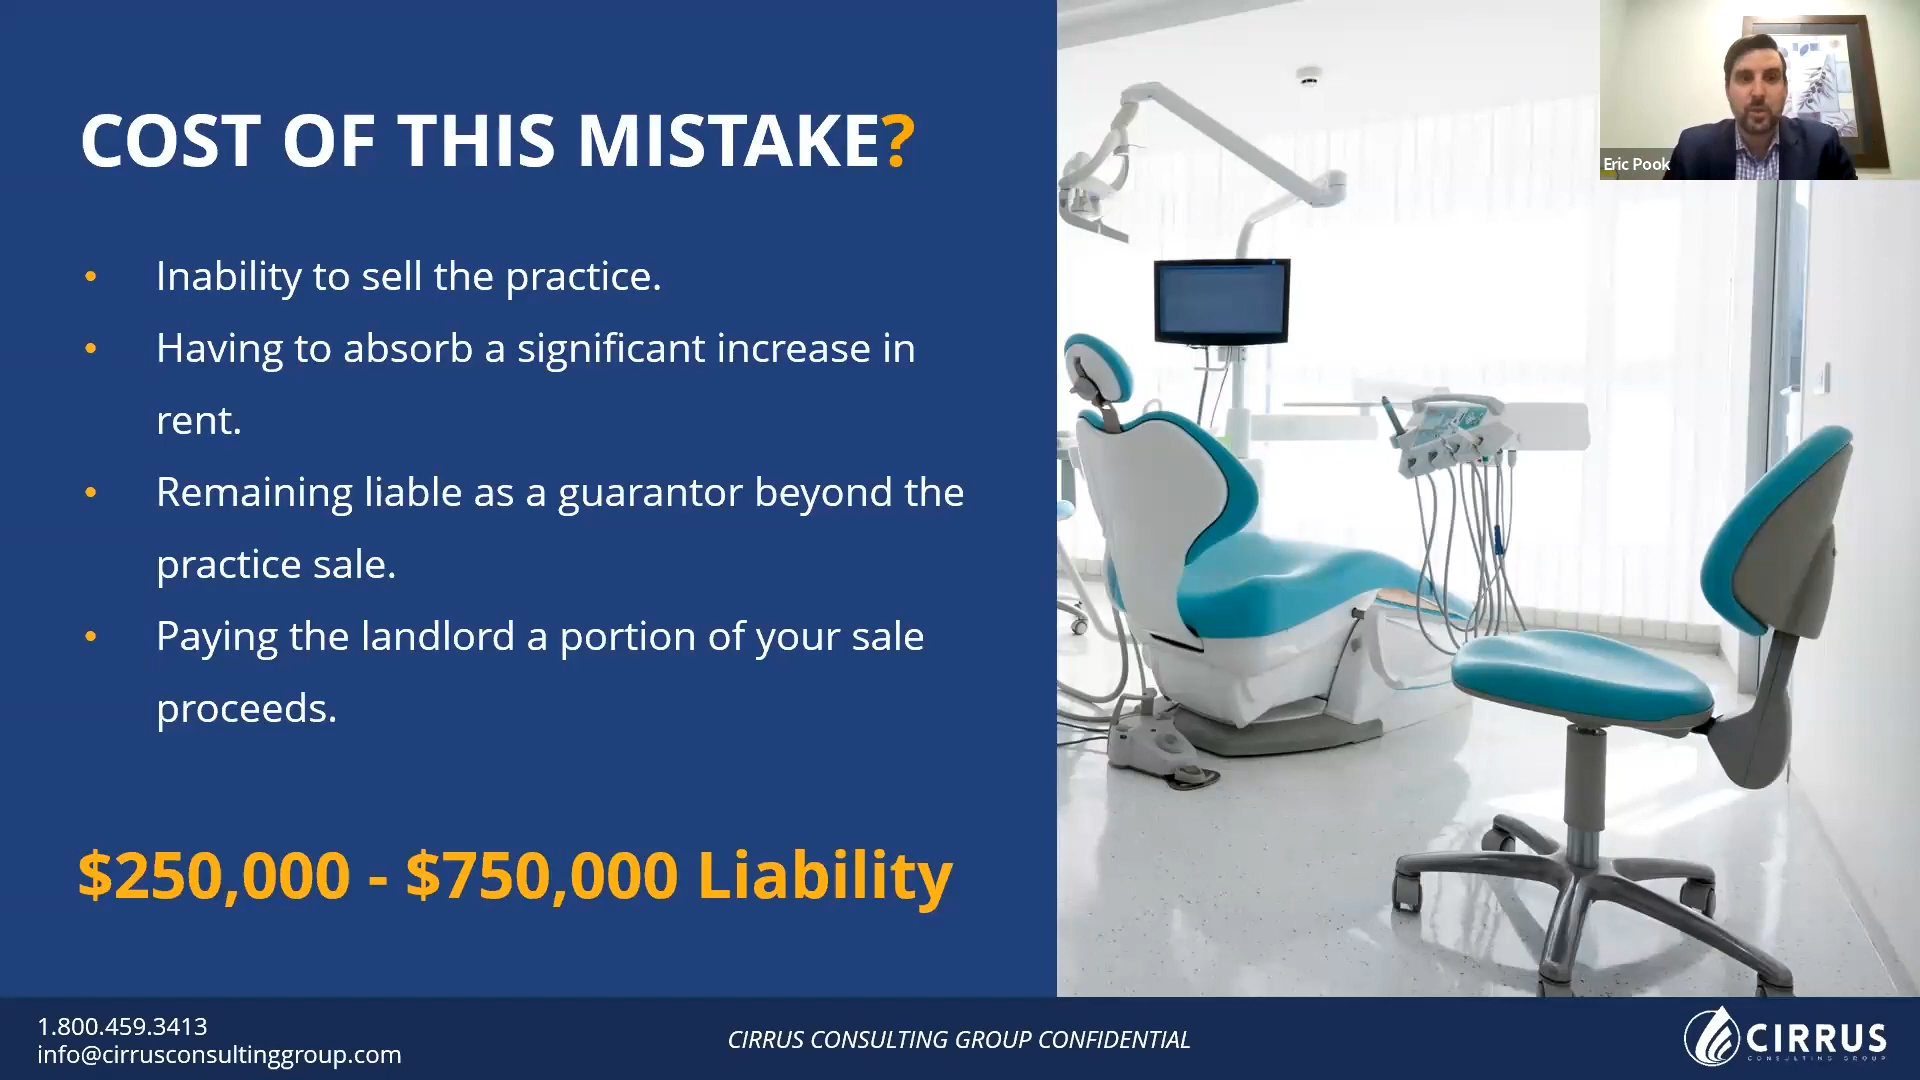 COST OF THIS MISTAKE?
• Inability to sell the practice.
• Having to absorb a significant increase in
rent.
• Remaining liable as a guarantor beyond the
practice sale.
• Paying the landlord a portion of your sale
proceeds.
$250,000 - $750,000 Liability
Eric Pook
1.800.459.3413
info@cirrusconsultinggroup.com
CIRRUS CONSULTING GROUP CONFIDENTIAL
CIRRUS
CONSULTING GROUP